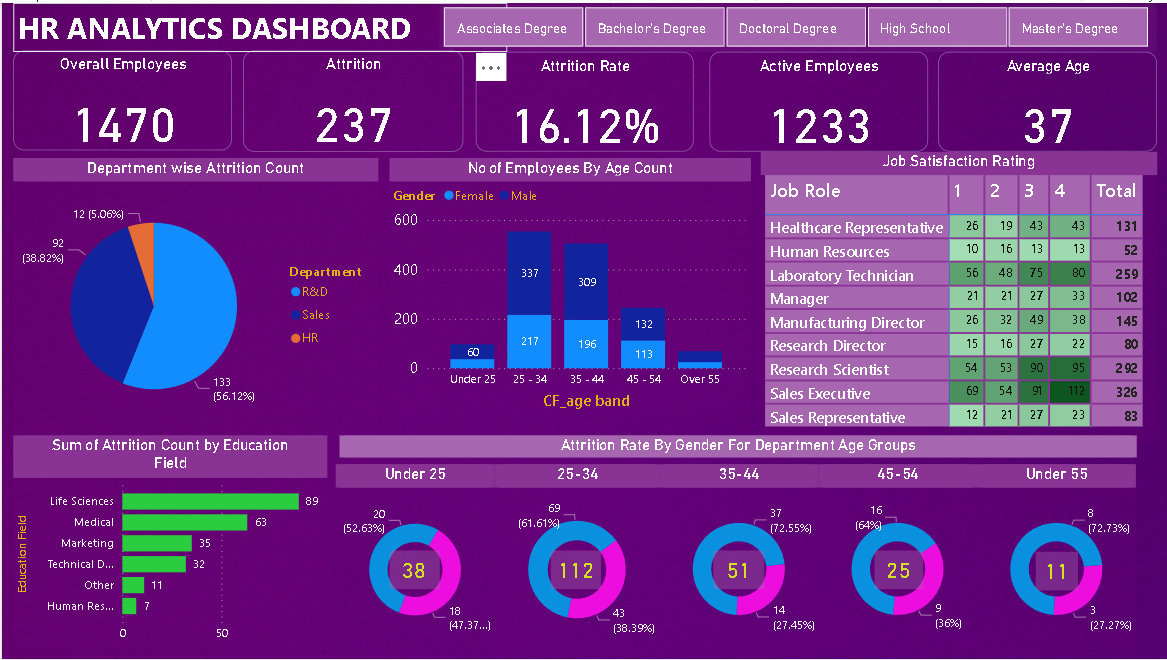 HR ANALYTICS DASHBOARD
Associates Degree
Bachelor's Degree
Doctoral Degree
High School
Master's Degree
Overall Employees
1470
Attrition
237
...
Attrition Rate
16.12%
Active Employees
1233
Average Age
37
Department wise Attrition Count
12 (5.06%)
92
(38.82%)
133
(56.12%)
Department
R&D
Sales
HR
No of Employees By Age Count
Gender Female Male
600
400
200
0
60
337
217
309
196
132
113
Under 25
25 - 34
35 - 44
45 - 54
Over 55
CF_age band
Job Satisfaction Rating
Job Role 1 2 3 4 Total
Healthcare Representative 26 19 43 43 131
Human Resources 10 16 13 13 52
Laboratory Technician 56 48 75 80 259
Manager 21 21 27 33 102
Manufacturing Director 26 32 49 38 145
Research Director 15 16 27 22 80
Research Scientist 54 53 90 95 292
Sales Executive 69 54 91 112 326
Sales Representative 12 21 27 23 83
Sum of Attrition Count by Education
Field
Education Field
Life Sciences 89
Medical 63
Marketing 35
Technical D... 32
Other 11
Human Res... 7
0 50
Attrition Rate By Gender For Department Age Groups
Under 25
20
(52.63%)
38
18
(47.37...)
25-34
69
(61.61%)
112
43
(38.39%)
35-44
37
(72.55%)
51
14
(27.45%)
45-54
16
(64%)
25
9
(36%)
Under 55
8
(72.73%)
11
3
(27.27%)